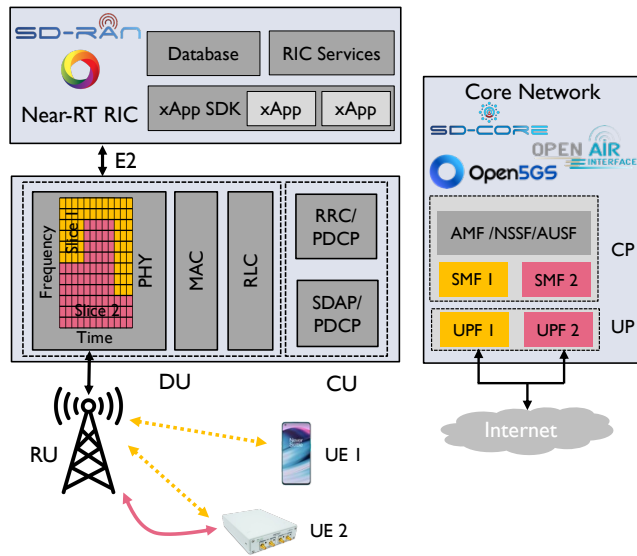 SD-RAN
Near-RT RIC
Database
RIC Services
xApp SDK
xApp
xApp
E2
Frequency
Slice 1
Slice 2
Time
PHY
MAC
RLC
RRC/
PDCP
SDAP/
PDCP
DU
CU
RU
UE 1
UE 2
Core Network
SD-CORE
OPEN AIR
INTERFACE
Open5GS
AMF /NSSF/AUSF
SMF 1
SMF 2
CP
UPF 1
UPF 2
UP
Internet